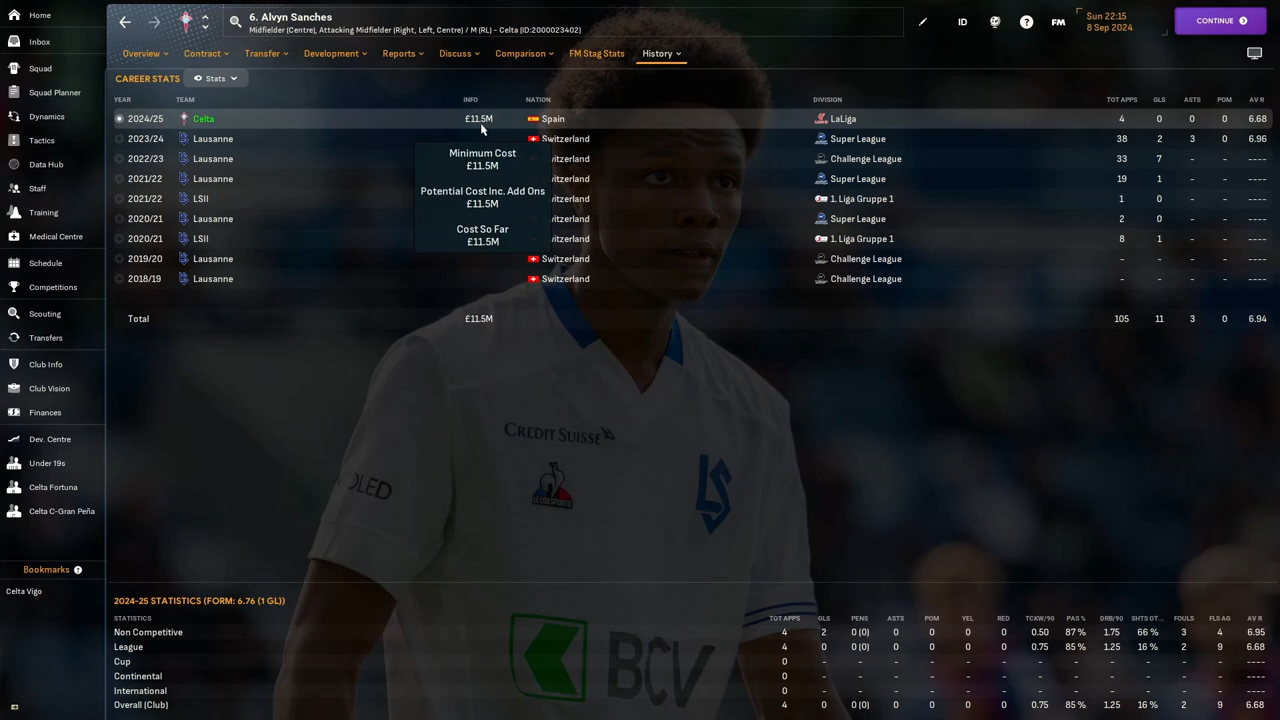 Home
Inbox
Squad
Squad Planner
Dynamics
Tactics
Data Hub
Staff
Training
Medical Centre
Schedule
Competitions
Scouting
Transfers
Club Info
Club Vision
Finances
Dev. Centre
Under 19s
Celta Fortuna
Celta C-Gran Peña
Bookmarks ?
Celta Vigo
6. Alvyn Sanches
Midfielder (Centre), Attacking Midfielder (Right, Left, Centre) / M (RL) - Celta (ID:2000023402)
ID ? FM
Sun 22:15
8 Sep 2024
CONTINUE
Overview Contract Transfer Development Reports Discuss Comparison FM Stag Stats History
CAREER STATS Stats
YEAR TEAM INFO NATION DIVISION TOT APPS GLS ASTS POM AV R
2024/25 Celta £11.5M Spain LaLiga 4 0 0 0 6.68
2023/24 Lausanne Switzerland Super League 38 2 3 0 6.96
2022/23 Lausanne witzerland Challenge League 33 7 - - ----
2021/22 Lausanne witzerland Super League 19 1 - - ----
2021/22 LSII witzerland 1. Liga Gruppe 1 1 0 - - ----
2020/21 Lausanne witzerland Super League 2 0 - - ----
2020/21 LSII witzerland 1. Liga Gruppe 1 8 1 - - ----
2019/20 Lausanne Switzerland Challenge League - - - - ----
2018/19 Lausanne Switzerland Challenge League - - - - ----
Total £11.5M 105 11 3 0 6.94
Minimum Cost
£11.5M
Potential Cost Inc. Add Ons
£11.5M
Cost So Far
£11.5M
CREDIT SUISSE
OLED
le coq sportif
LS
BCV
2024-25 STATISTICS (FORM: 6.76 (1 GL))
STATISTICS TOT APPS GLS PENS ASTS POM YEL RED TCKW/90 PAS % DRB/90 SHTS OT... FOULS FLS AG AV R
Non Competitive 4 2 0 (0) 0 0 0 0 0.50 87 % 1.75 66 % 3 4 6.95
League 4 0 0 (0) 0 0 0 0 0.75 85 % 1.25 16 % 2 9 6.68
Cup 0 - - - - - - - - - - - - ----
Continental 0 - - - - - - - - - - - - ----
International 0 - - - - - - - - - - - - ----
Overall (Club) 4 0 0 (0) 0 0 0 0 0.75 85 % 1.25 16 % 2 9 6.68